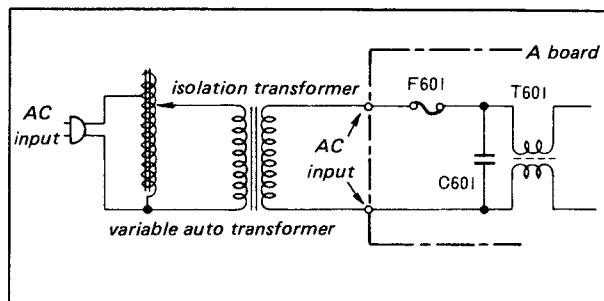 A board
isolation transformer
F601
T601
AC
input
AC
input
C601
variable auto transformer